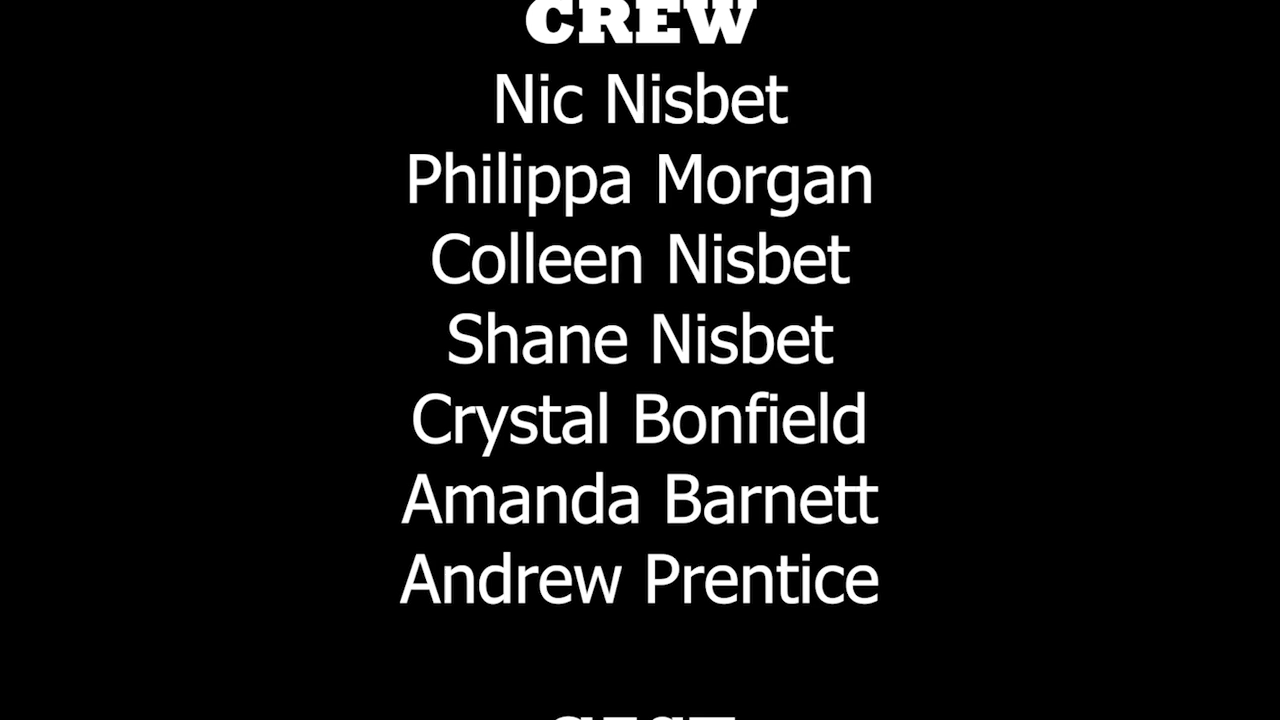 CREW
Nic Nisbet
Philippa Morgan
Colleen Nisbet
Shane Nisbet
Crystal Bonfield
Amanda Barnett
Andrew Prentice